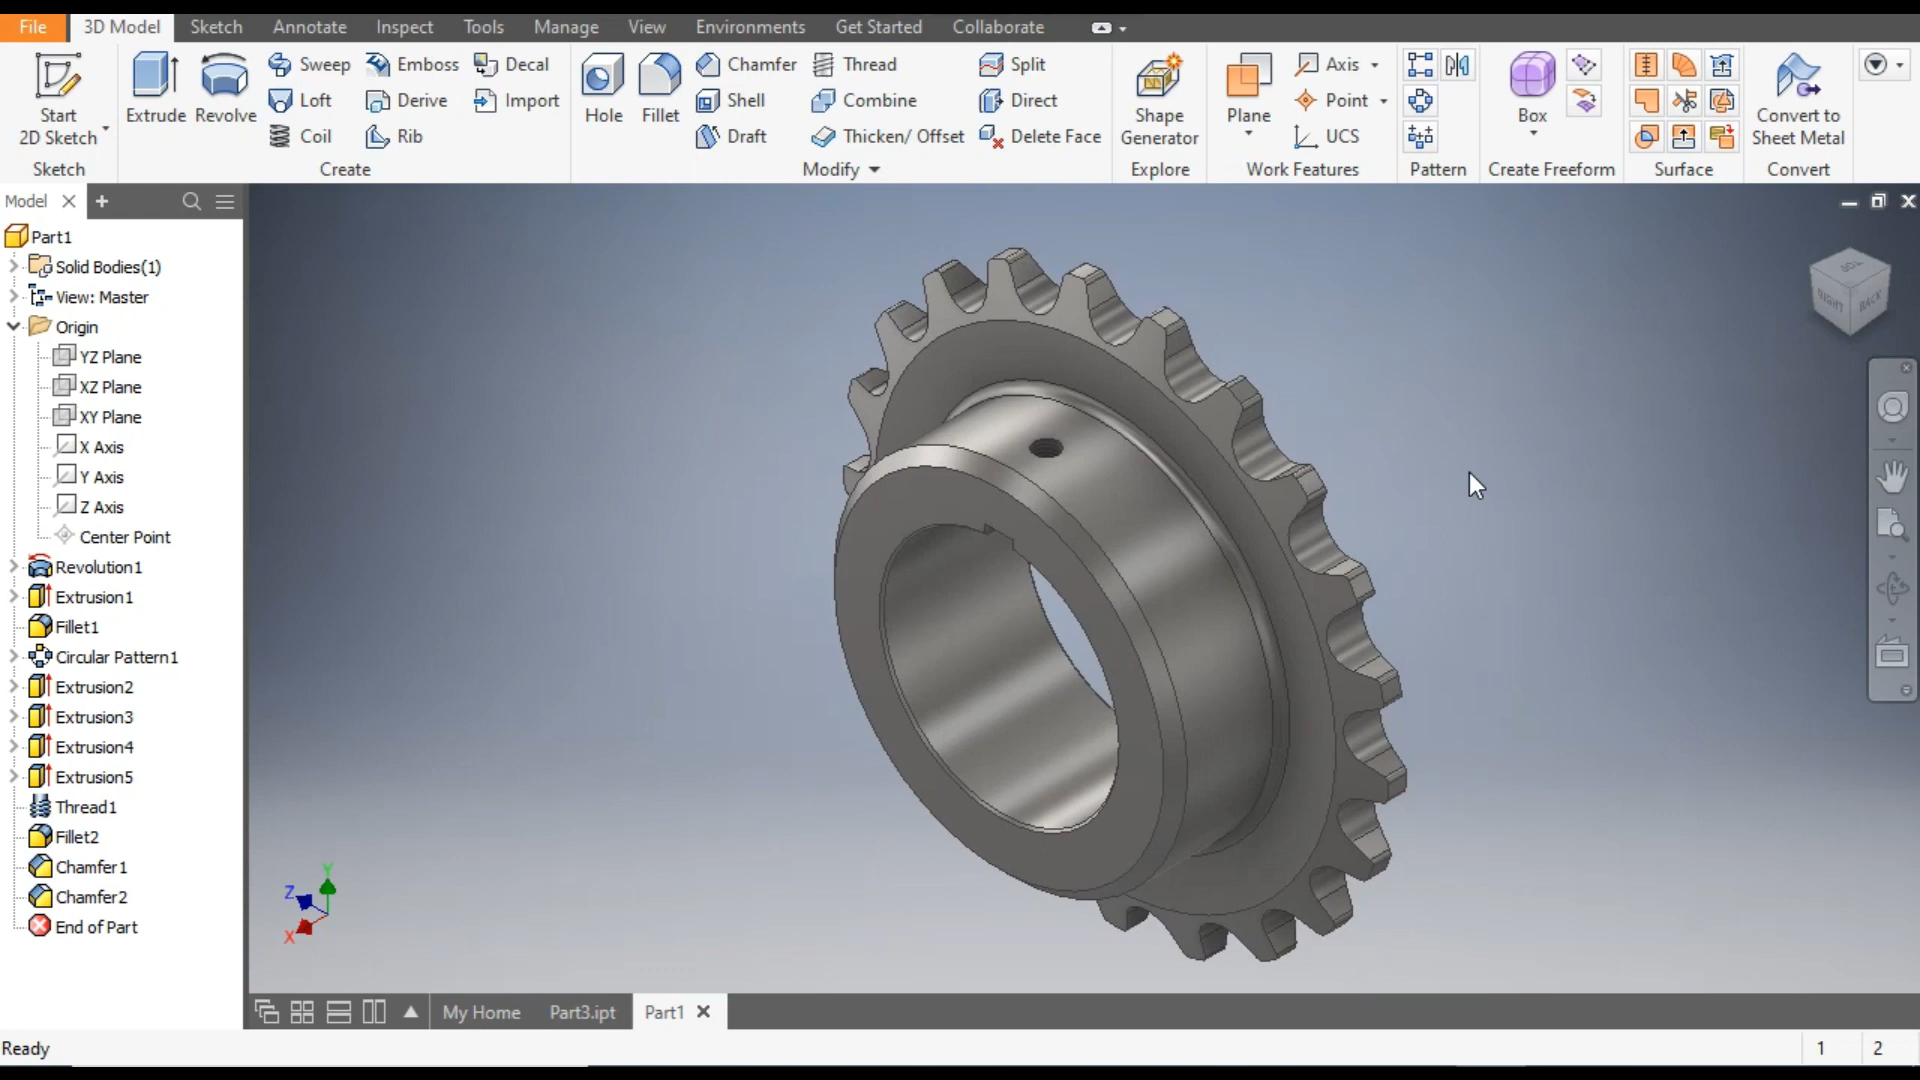 File 3D Model Sketch Annotate Inspect Tools Manage View Environments Get Started Collaborate
Start
2D Sketch
Extrude
Revolve
Sweep
Loft
Coil
Emboss
Derive
Rib
Decal
Import
Hole
Fillet
Chamfer
Shell
Draft
Thread
Combine
Thicken/ Offset
Split
Direct
Delete Face
Shape
Generator
Plane
Axis
Point
UCS
Box
Convert to
Sheet Metal
Sketch Create Modify Explore Work Features Pattern Create Freeform Surface Convert
Model
Part1
Solid Bodies(1)
View: Master
Origin
YZ Plane
XZ Plane
XY Plane
X Axis
Y Axis
Z Axis
Center Point
Revolution1
Extrusion1
Fillet1
Circular Pattern1
Extrusion2
Extrusion3
Extrusion4
Extrusion5
Thread1
Fillet2
Chamfer1
Chamfer2
End of Part
TOP
RIGHT BACK
Y
Z
X
My Home Part3.ipt Part1
Ready 1 2